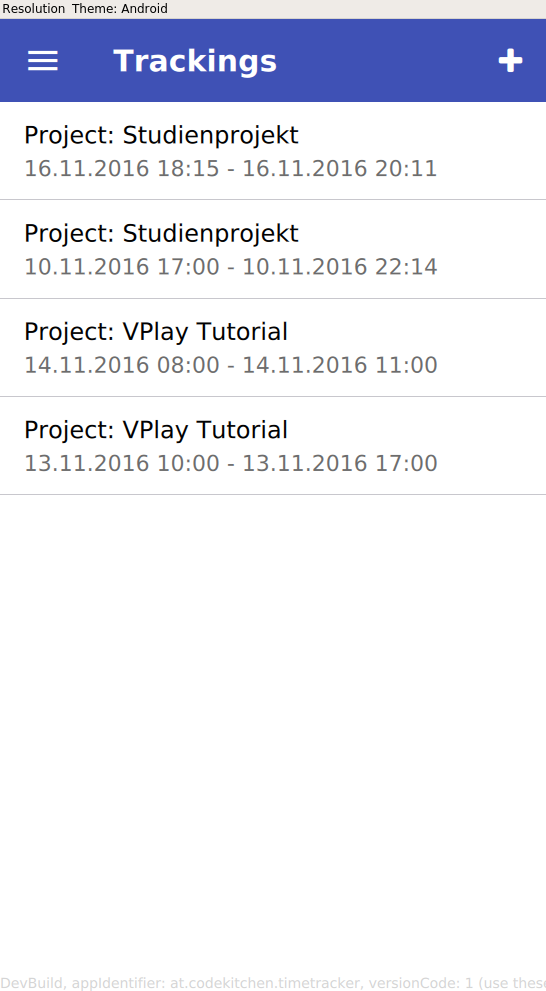 Resolution Theme: Android
Trackings
Project: Studienprojekt
16.11.2016 18:15 - 16.11.2016 20:11
Project: Studienprojekt
10.11.2016 17:00 - 10.11.2016 22:14
Project: VPlay Tutorial
14.11.2016 08:00 - 14.11.2016 11:00
Project: VPlay Tutorial
13.11.2016 10:00 - 13.11.2016 17:00
DevBuild, appIdentifier: at.codekitchen.timetracker, versionCode: 1 (use these